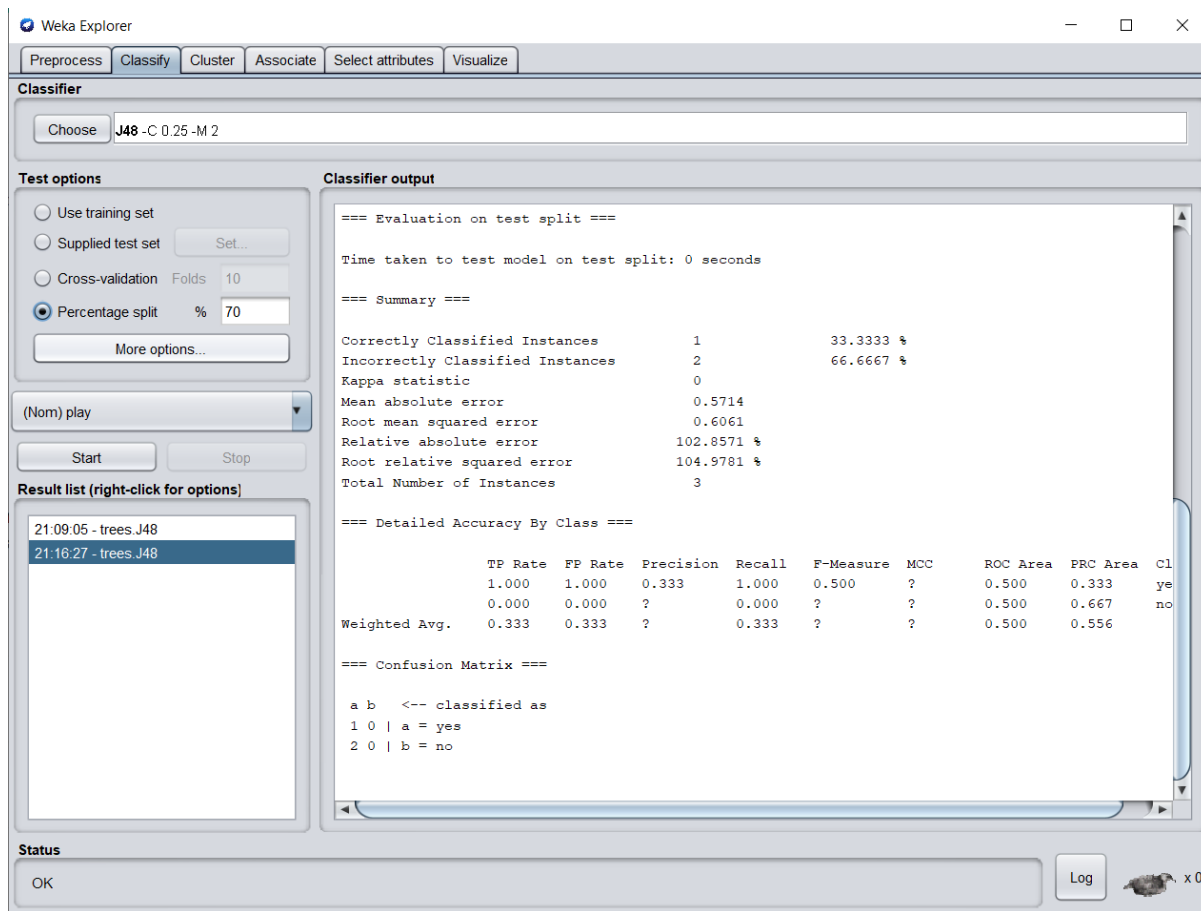 Weka Explorer
Preprocess Classify Cluster Associate Select attributes Visualize
Classifier
Choose J48 -C 0.25 -M 2
Test options
Use training set
Supplied test set Set...
Cross-validation Folds 10
Percentage split % 70
More options...
(Nom) play
Start Stop
Result list (right-click for options)
21:09:05 - trees.J48
21:16:27 - trees.J48
Classifier output
=== Evaluation on test split ===
Time taken to test model on test split: 0 seconds
=== Summary ===
Correctly Classified Instances 1 33.3333 %
Incorrectly Classified Instances 2 66.6667 %
Kappa statistic 0
Mean absolute error 0.5714
Root mean squared error 0.6061
Relative absolute error 102.8571 %
Root relative squared error 104.9781 %
Total Number of Instances 3
=== Detailed Accuracy By Class ===
TP Rate FP Rate Precision Recall F-Measure MCC ROC Area PRC Area Cl
1.000 1.000 0.333 1.000 0.500 ? 0.500 0.333 ye
0.000 0.000 ? 0.000 ? ? 0.500 0.667 no
Weighted Avg. 0.333 0.333 ? 0.333 ? ? 0.500 0.556
=== Confusion Matrix ===
a b <-- classified as
1 0 | a = yes
2 0 | b = no
Status
OK
Log x 0